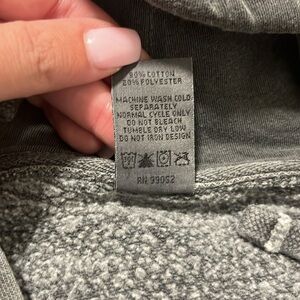 80% COTTON
20% POLYESTER
MACHINE WASH COLD
SEPARATELY
NORMAL CYCLE ONLY
DO NOT BLEACH
TUMBLE DRY LOW
DO NOT IRON DESIGN
RN 99052